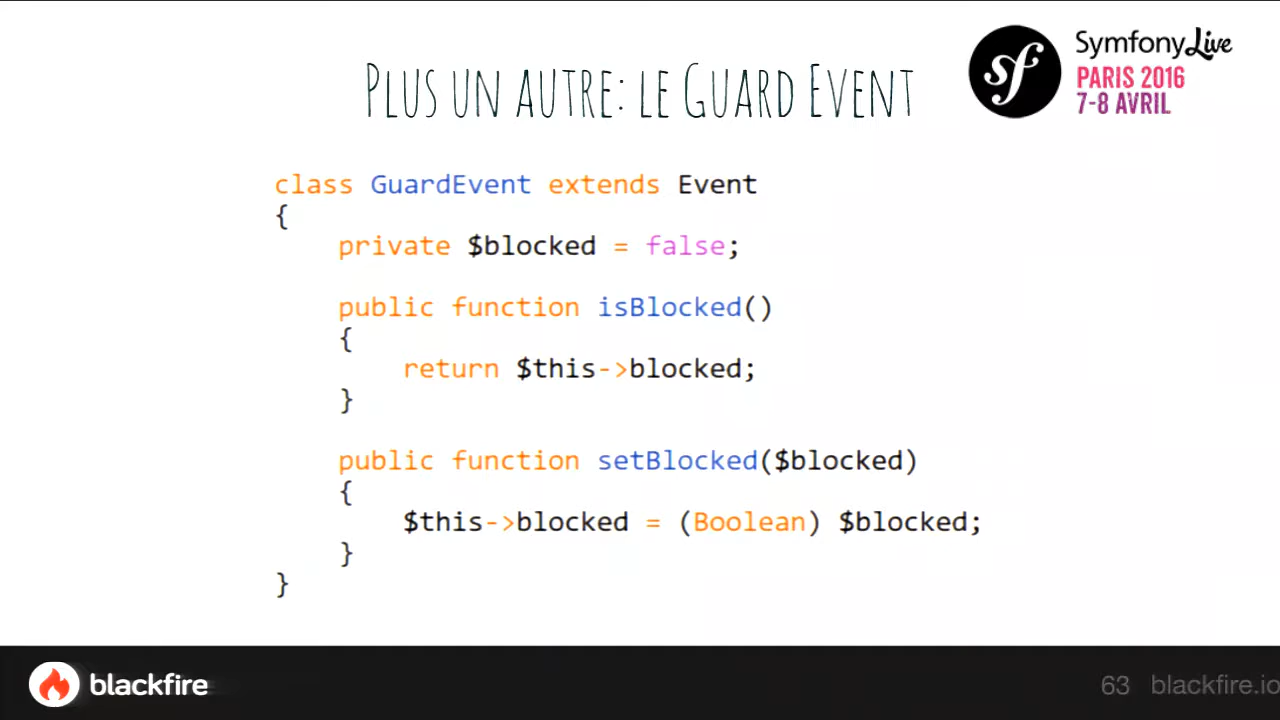 PLUS UN AUTRE: LE GUARD EVENT
SymfonyLive
PARIS 2016
7-8 AVRIL
class GuardEvent extends Event
{
    private $blocked = false;
    public function isBlocked()
    {
        return $this->blocked;
    }
    public function setBlocked($blocked)
    {
        $this->blocked = (Boolean) $blocked;
    }
}
blackfire
63 blackfire.io